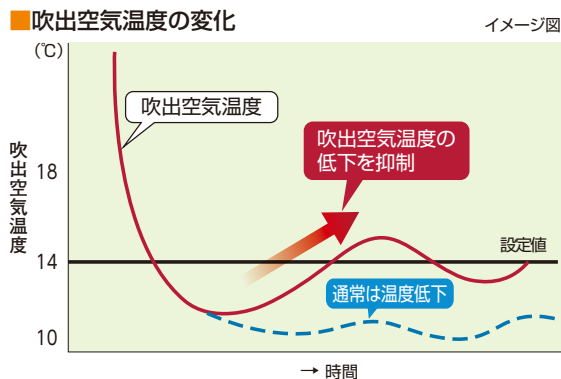 ■吹出空気温度の変化
イメージ図
(℃)
吹出空気温度
吹出空気温度の
低下を抑制
吹出空気温度
18
設定値
14
通常は温度低下
10
→ 時間